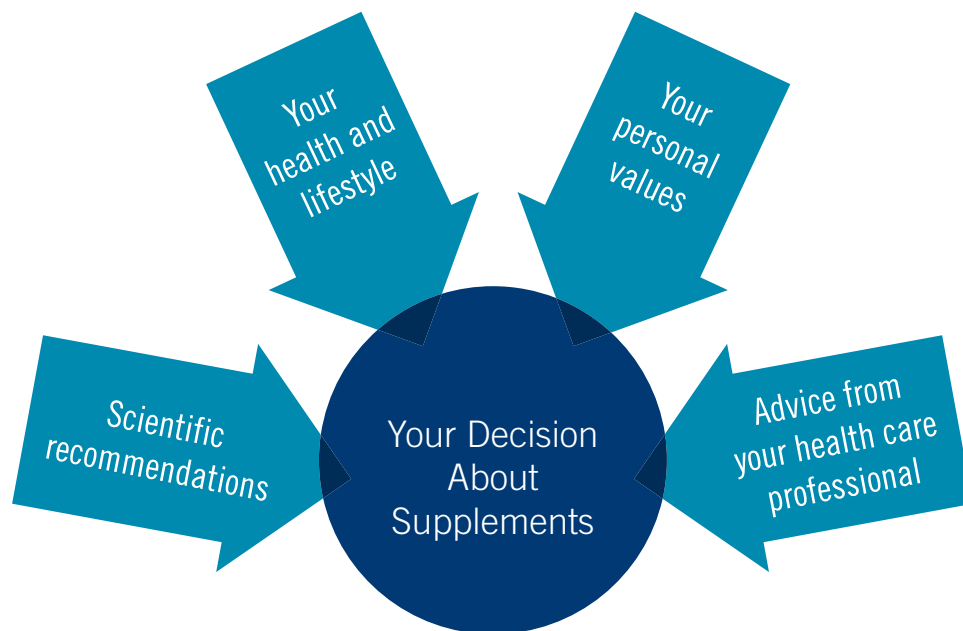 Your
health and
lifestyle
Your
personal
values
Scientific
recommendations
Advice from
your health care
professional
Your Decision
About
Supplements